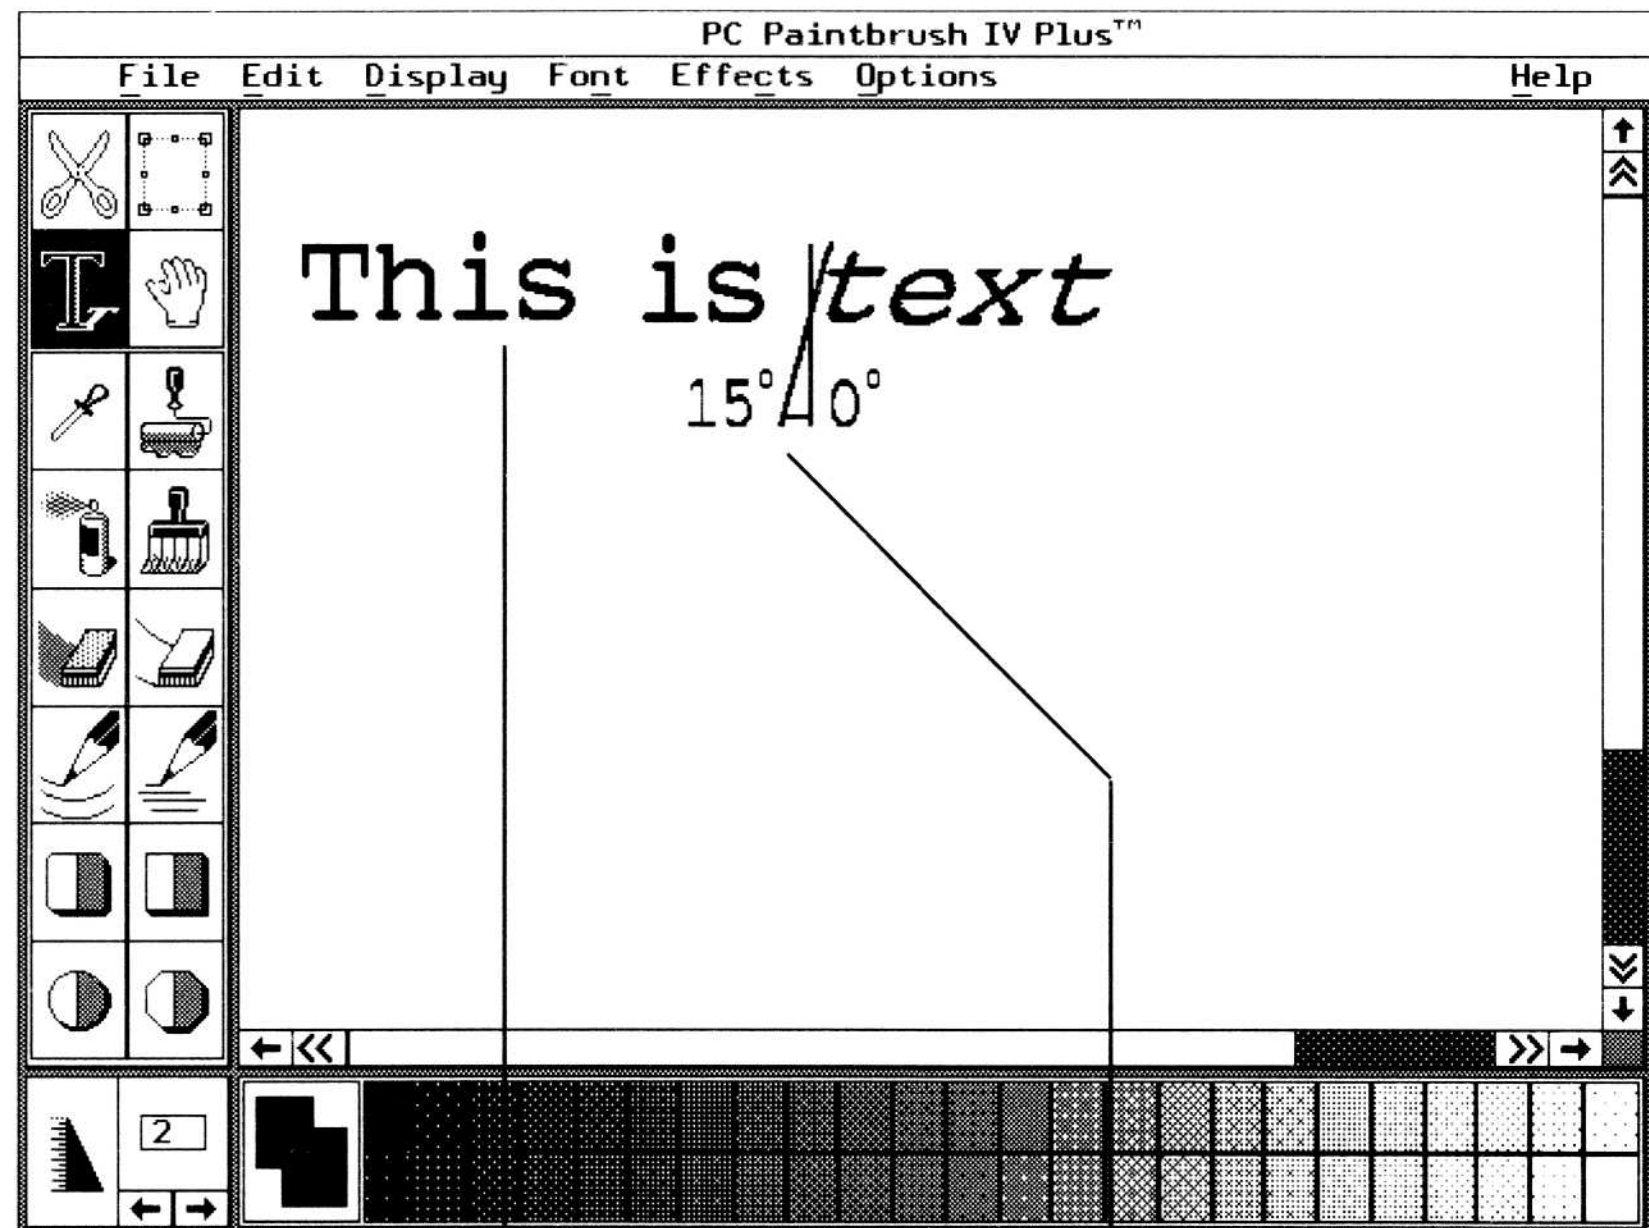 PC Paintbrush IV Plus™
File Edit Display Font Effects Options Help
This is text
15° 0°
2